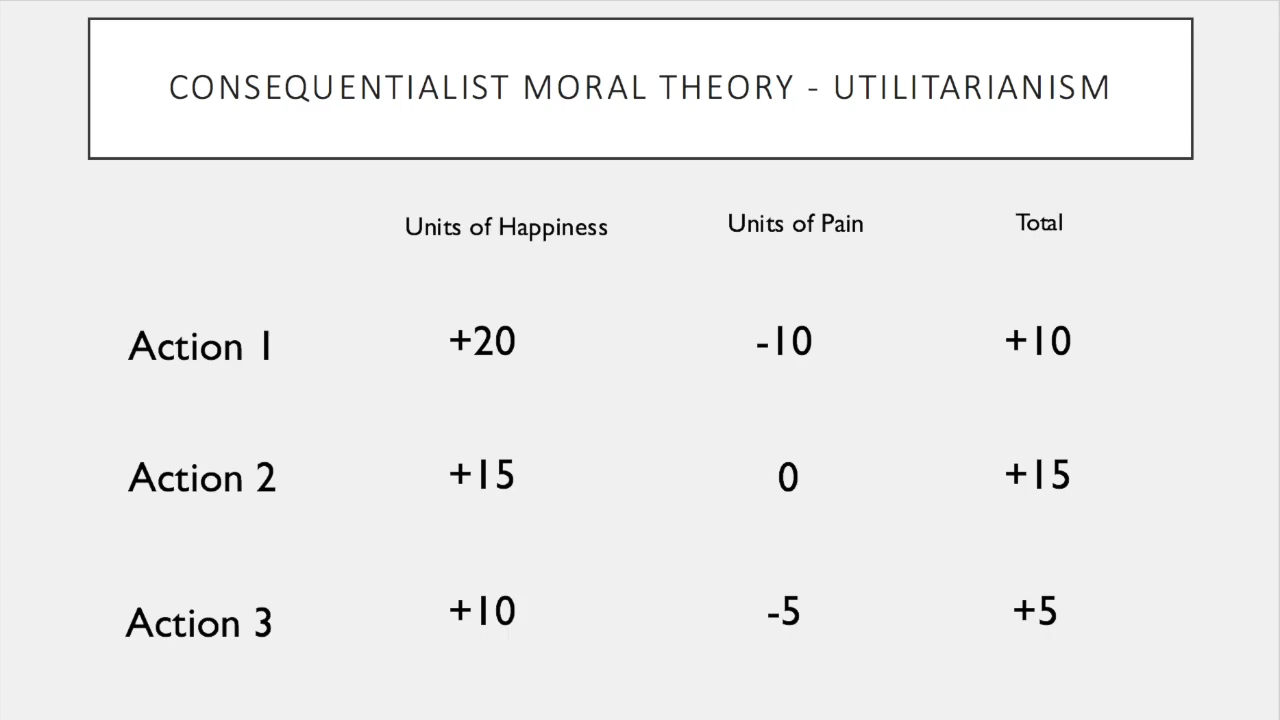 CONSEQUENTIALIST MORAL THEORY - UTILITARIANISM
Units of Happiness Units of Pain Total
Action 1 +20 -10 +10
Action 2 +15 0 +15
Action 3 +10 -5 +5